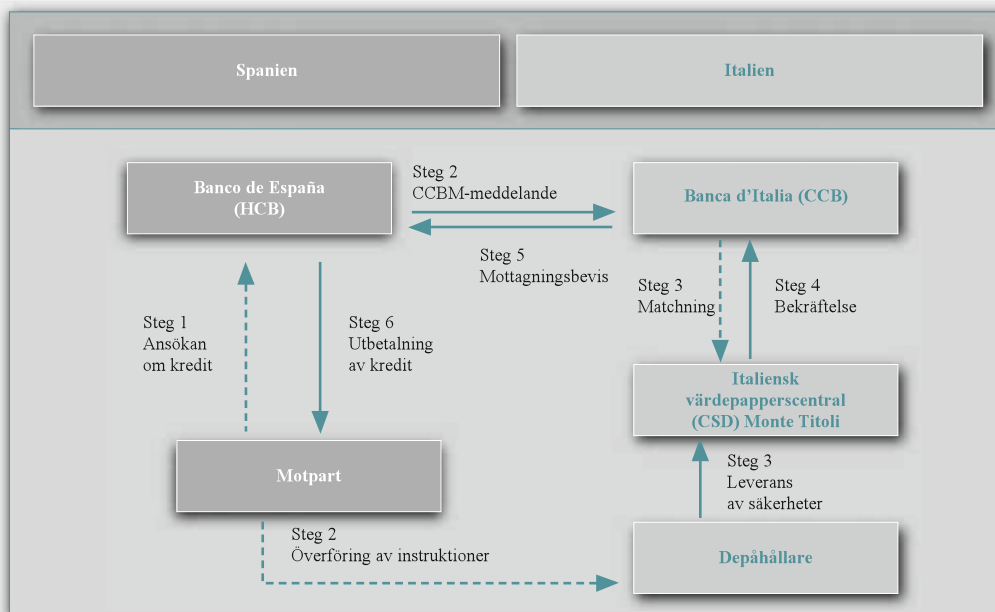 Spanien
Italien
Banco de España
(HCB)
Steg 2
CCBM-meddelande
Banca d’Italia (CCB)
Steg 5
Mottagningsbevis
Steg 3
Matchning
Steg 4
Bekräftelse
Steg 1
Ansökan
om kredit
Steg 6
Utbetalning
av kredit
Italiensk
värdepapperscentral
(CSD) Monte Titoli
Motpart
Steg 3
Leverans
av säkerheter
Steg 2
Överföring av instruktioner
Depåhållare